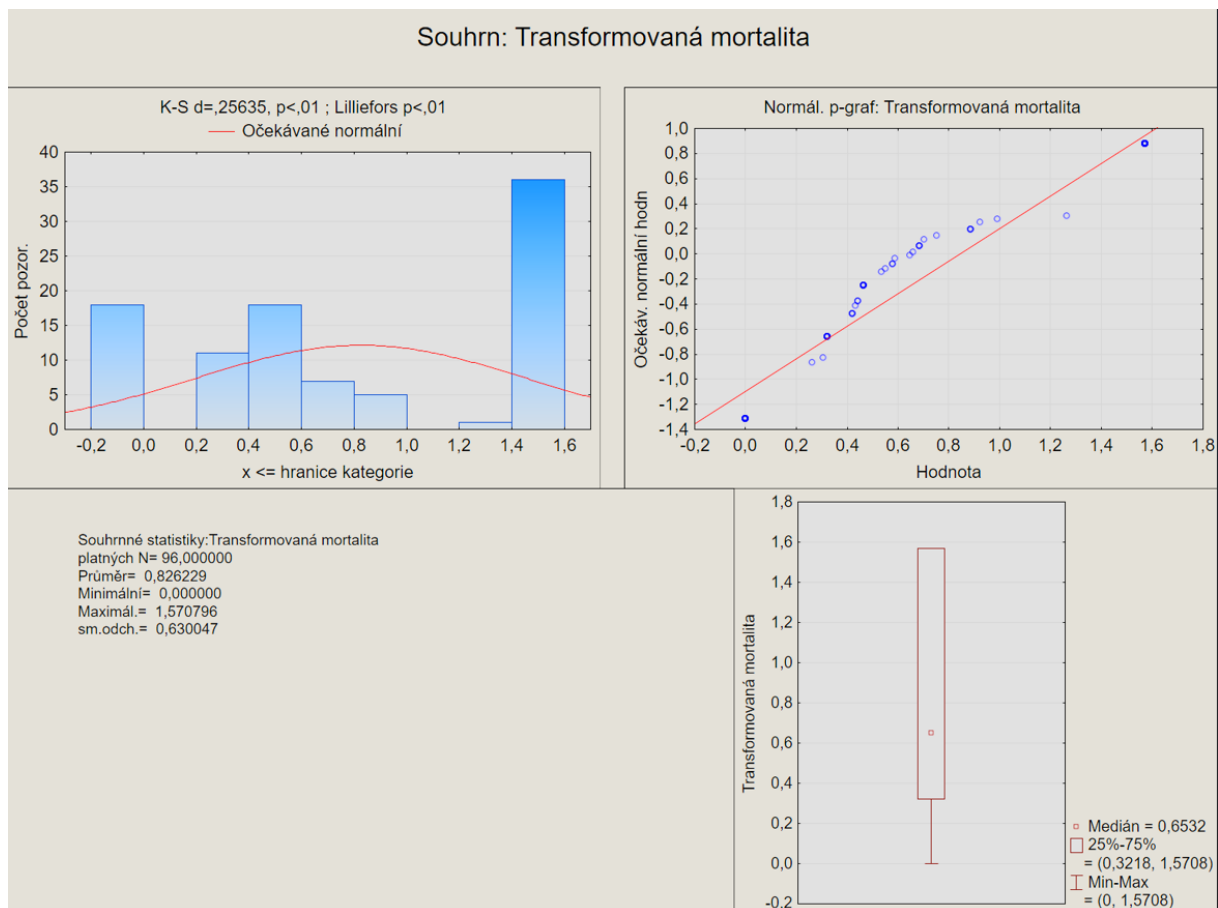 Souhrn: Transformovaná mortalita
K-S d=,25635, p<,01 ; Lilliefors p<,01
Očekávané normální
Počet pozor.
40
35
30
25
20
15
10
5
0
-0,2 0,0 0,2 0,4 0,6 0,8 1,0 1,2 1,4 1,6
x <= hranice kategorie
Normál. p-graf: Transformovaná mortalita
Očekáv. normální hodn
1,0
0,8
0,6
0,4
0,2
0,0
-0,2
-0,4
-0,6
-0,8
-1,0
-1,2
-1,4
-0,2 0,0 0,2 0,4 0,6 0,8 1,0 1,2 1,4 1,6 1,8
Hodnota
Souhrnné statistiky:Transformovaná mortalita
platných N= 96,000000
Průměr= 0,826229
Minimální= 0,000000
Maximál.= 1,570796
sm.odch.= 0,630047
Transformovaná mortalita
1,8
1,6
1,4
1,2
1,0
0,8
0,6
0,4
0,2
0,0
-0,2
Medián = 0,6532
25%-75%
= (0,3218, 1,5708)
Min-Max
= (0, 1,5708)